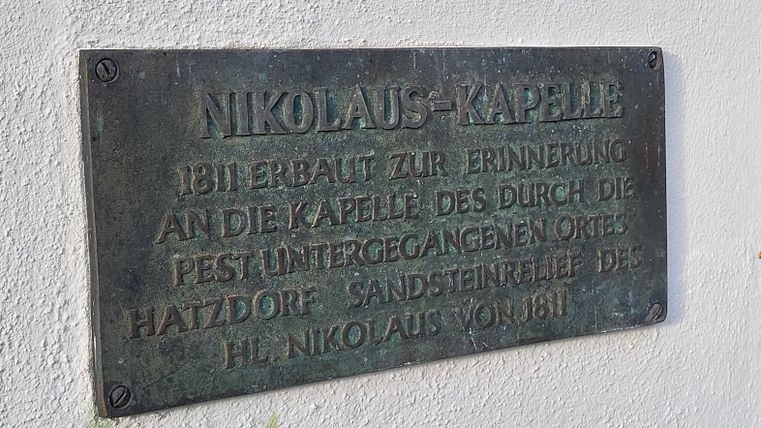 NIKOLAUS=KAPELLE
1811 ERBAUT ZUR ERINNERUNG
AN DIE KAPELLE DES DURCH DIE
PEST UNTERGEGANGENEN ORTES
HATZDORF SANDSTEINRELIEF DES
HL. NIKOLAUS VON 1811